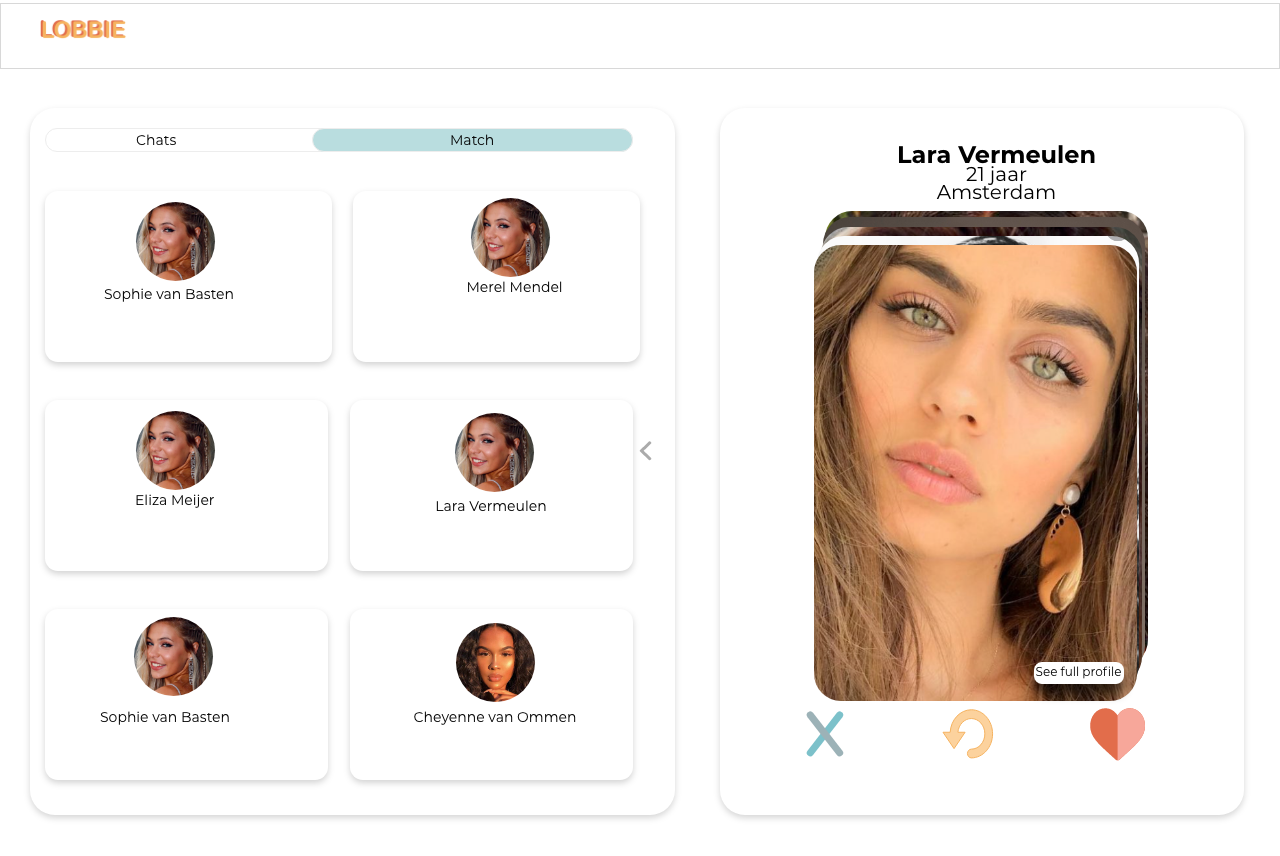 LOBBIE
Chats
Match
Sophie van Basten
Merel Mendel
Eliza Meijer
Lara Vermeulen
Sophie van Basten
Cheyenne van Ommen
Lara Vermeulen
21 jaar
Amsterdam
See full profile